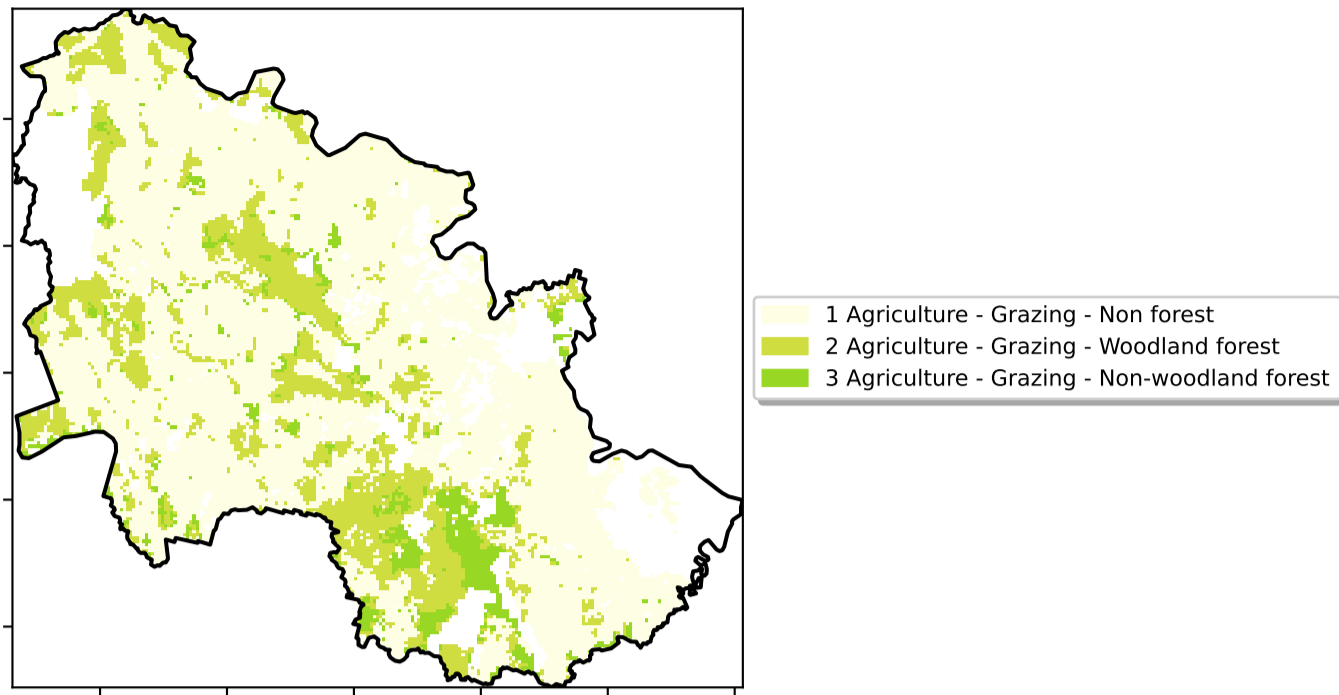 1 Agriculture - Grazing - Non forest
2 Agriculture - Grazing - Woodland forest
3 Agriculture - Grazing - Non-woodland forest